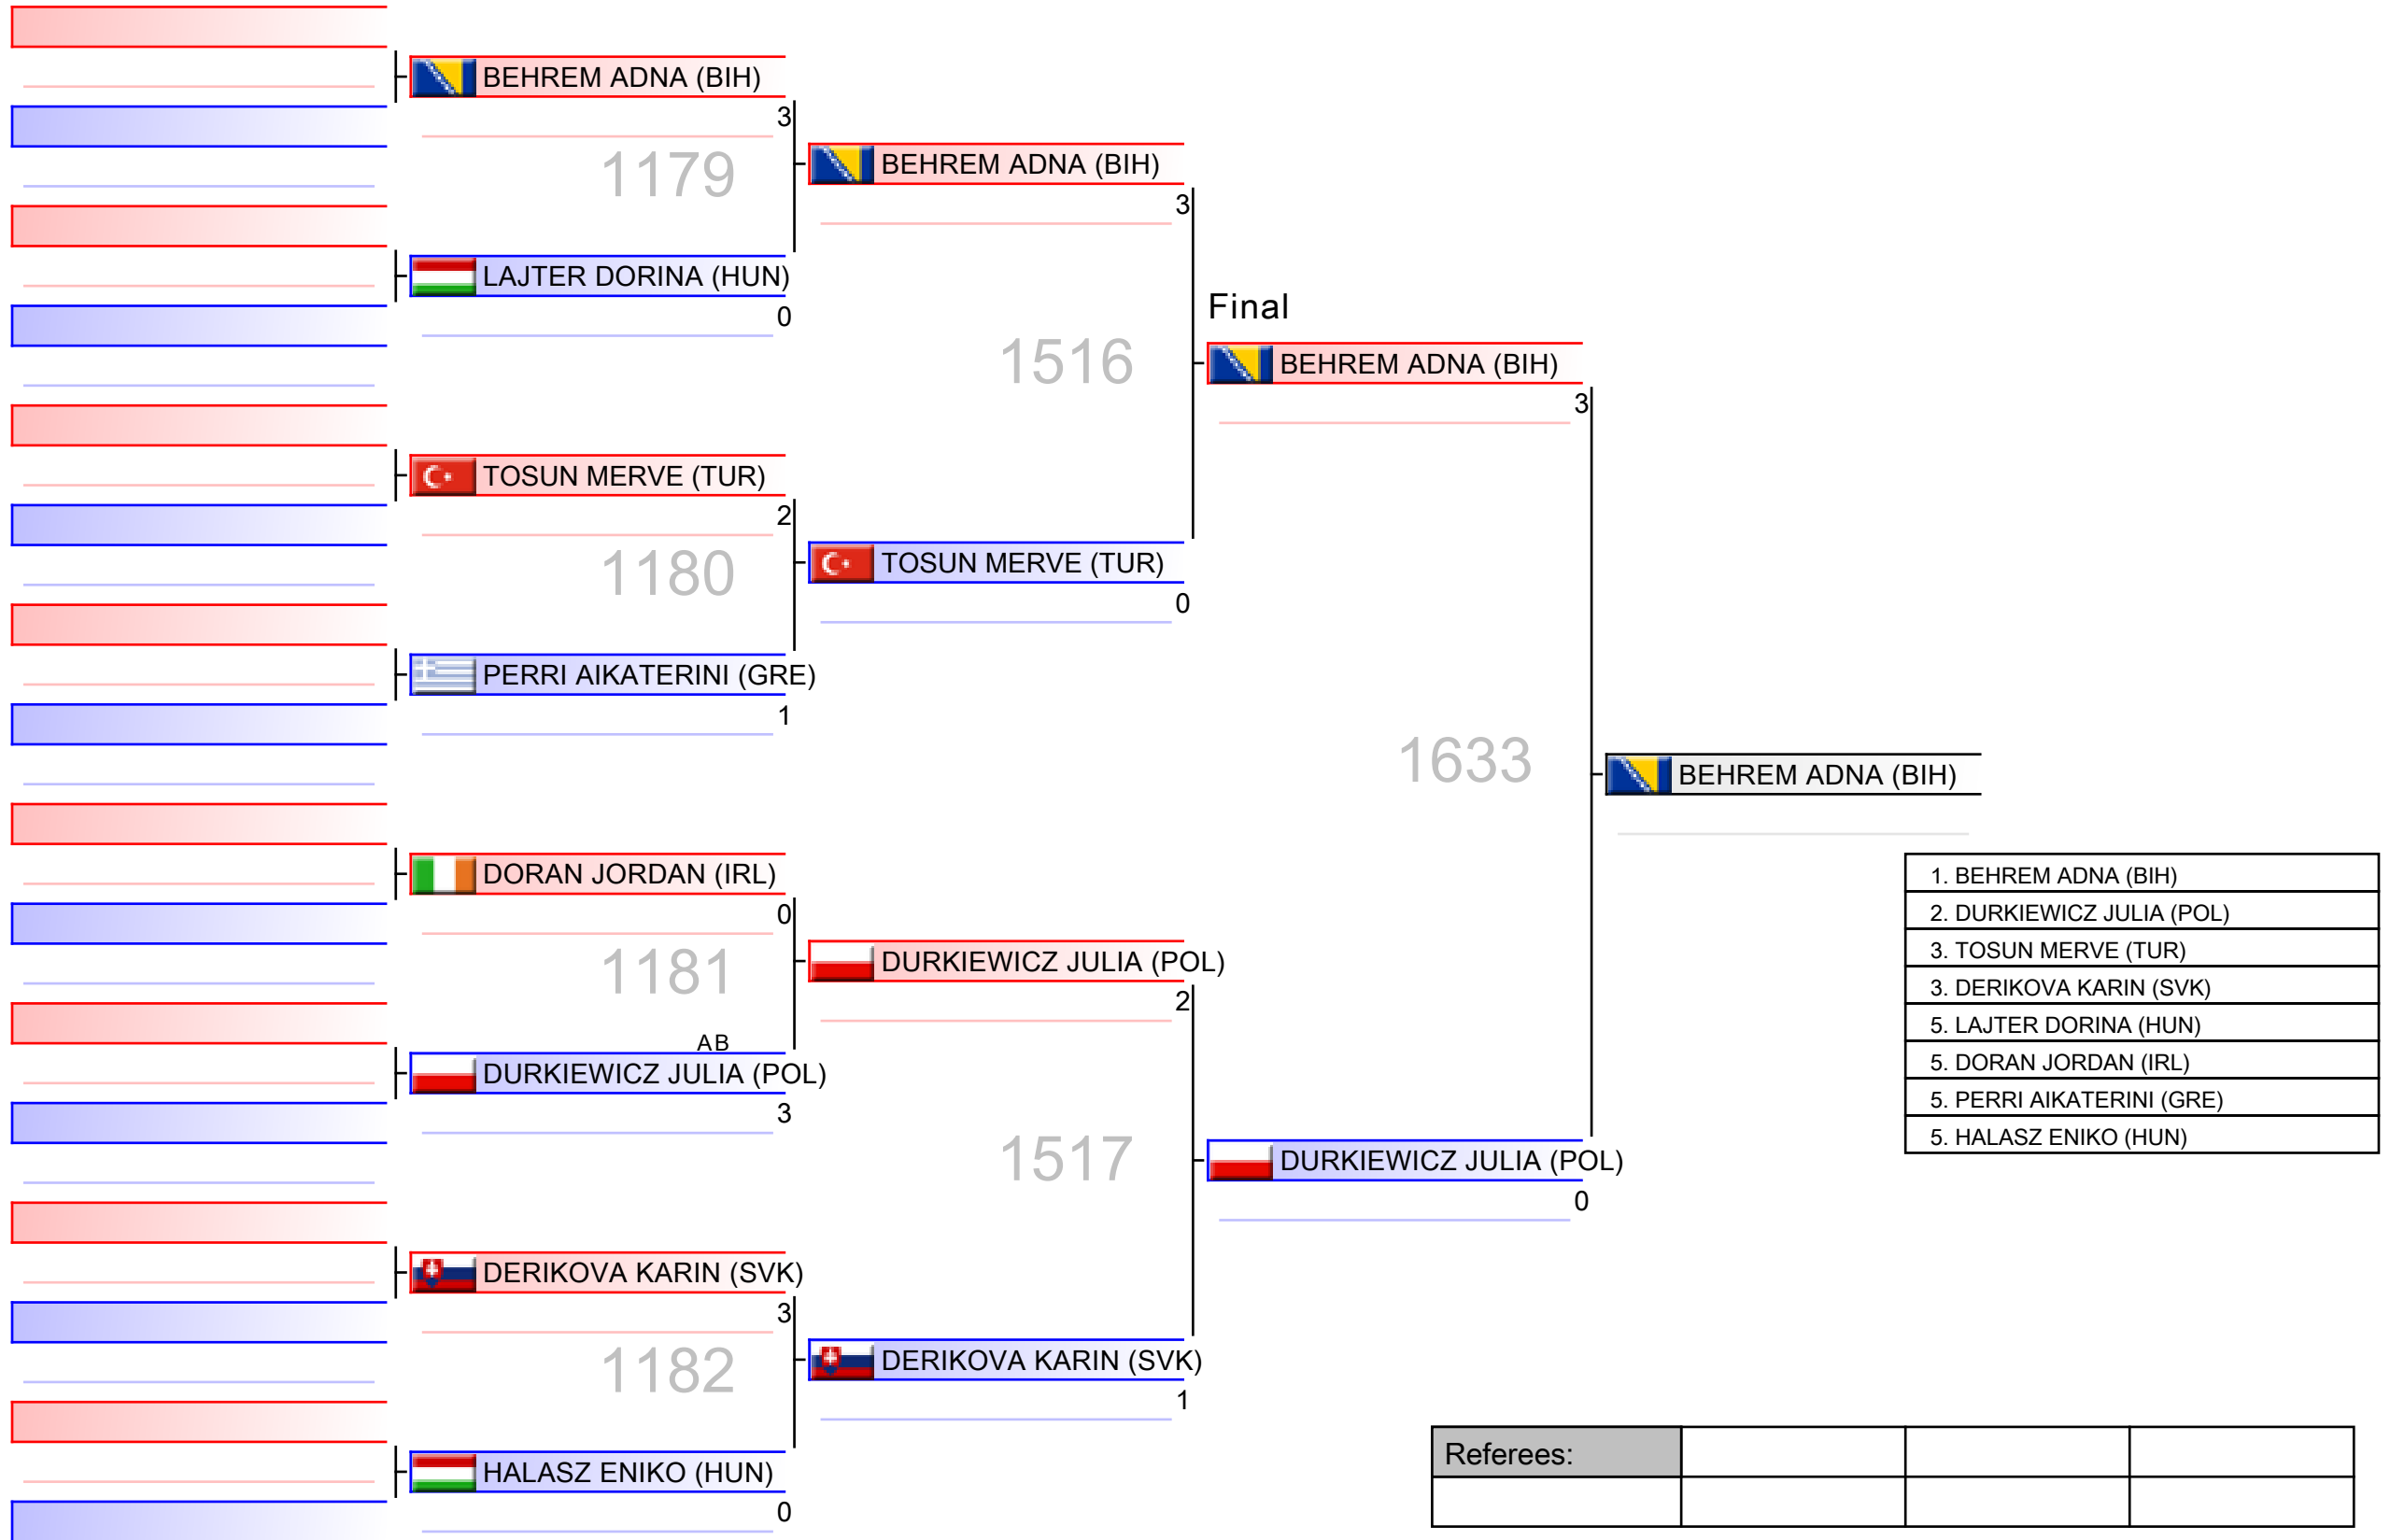 BEHREM ADNA (BIH)
3
1179
LAJTER DORINA (HUN)
0
TOSUN MERVE (TUR)
2
1180
PERRI AIKATERINI (GRE)
1
DORAN JORDAN (IRL)
0
1181
AB
DURKIEWICZ JULIA (POL)
3
DERIKOVA KARIN (SVK)
3
1182
HALASZ ENIKO (HUN)
0
BEHREM ADNA (BIH)
3
1516
TOSUN MERVE (TUR)
0
DURKIEWICZ JULIA (POL)
2
1517
DERIKOVA KARIN (SVK)
1
Final
BEHREM ADNA (BIH)
3
1633
DURKIEWICZ JULIA (POL)
0
BEHREM ADNA (BIH)
1. BEHREM ADNA (BIH)
2. DURKIEWICZ JULIA (POL)
3. TOSUN MERVE (TUR)
3. DERIKOVA KARIN (SVK)
5. LAJTER DORINA (HUN)
5. DORAN JORDAN (IRL)
5. PERRI AIKATERINI (GRE)
5. HALASZ ENIKO (HUN)
Referees: